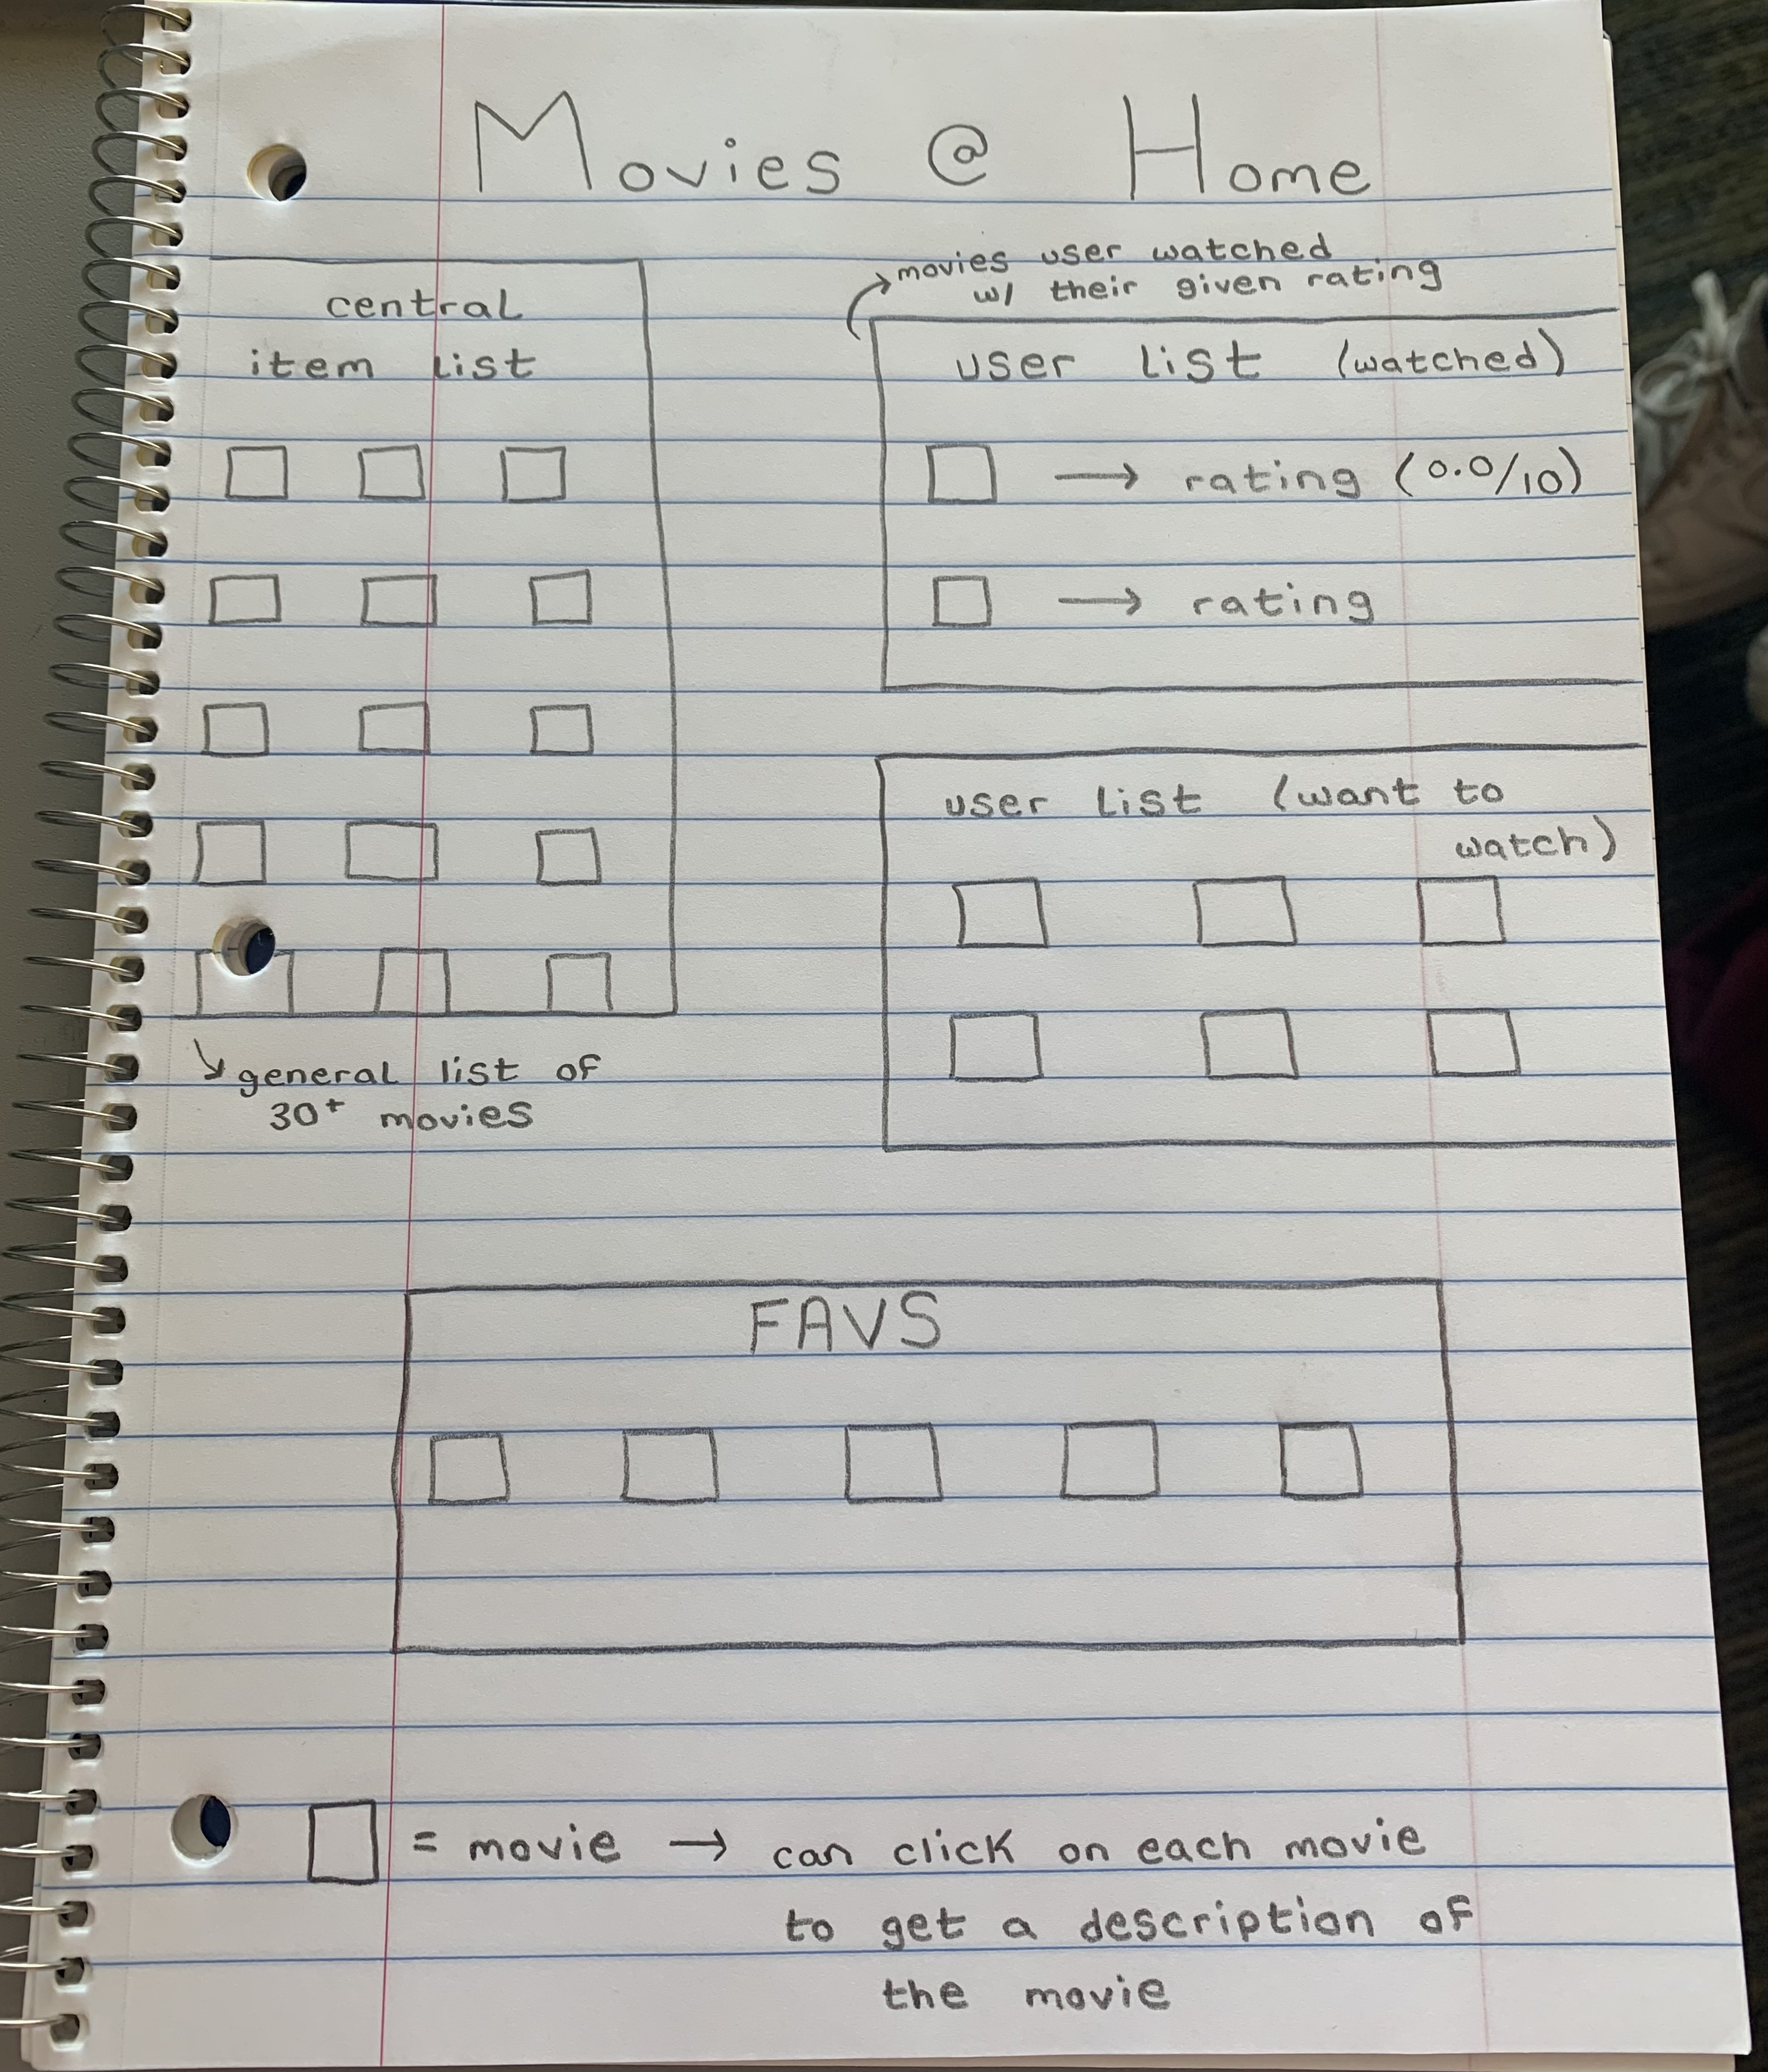 Movies @ Home
central
item list
general list of
30+ movies
movies user watched
w/ their given rating
user list (watched)
→ rating (0.0/10)
→ rating
user list (want to
watch)
FAVS
= movie → can click on each movie
to get a description of
the movie